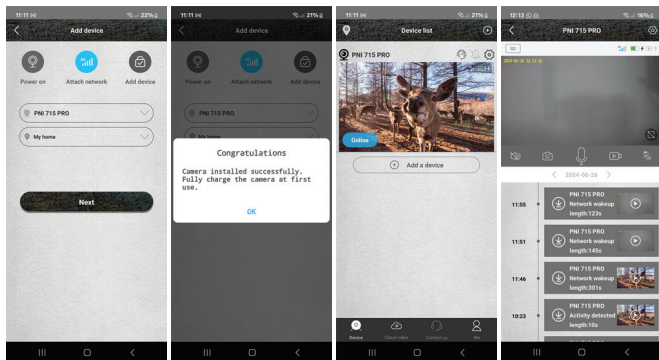 11:11
22%
Add device
Power on
Attach network
Add device
PNI 715 PRO
My home
Next
11:11
21%
Add device
Power on
Attach network
Add device
PNI 715 PRO
My home
Congratulations
Camera installed successfully.
Fully charge the camera at first
use.
OK
11:11
21%
Device list
PNI 715 PRO
Online
Add a device
Device
Cloud video
Contact us
Me
12:13
16%
PNI 715 PRO
SD
2024-06-26
11:55
PNI 715 PRO
Network wakeup
length:123s
11:51
PNI 715 PRO
Network wakeup
length:145s
11:46
PNI 715 PRO
Network wakeup
length:301s
10:23
PNI 715 PRO
Activity detected
length:10s